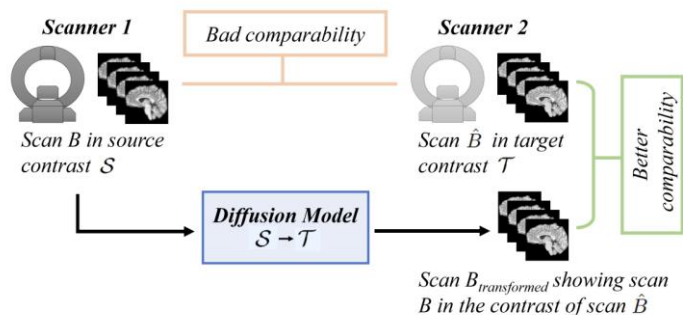 Scanner 1
Bad comparability
Scanner 2
Scan B in source
contrast 𝒮
Scan B̂ in target
contrast 𝒯
Better
comparability
Diffusion Model
𝒮 → 𝒯
Scan B_transformed showing scan
B in the contrast of scan B̂